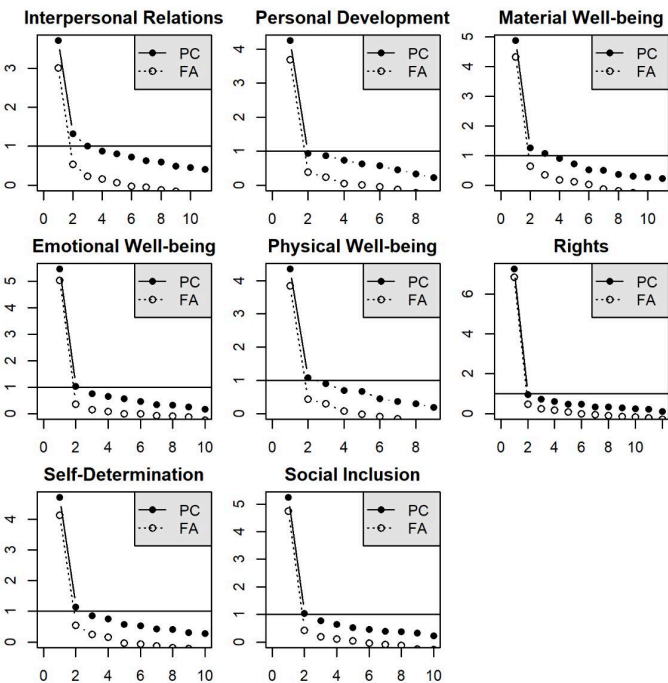 Interpersonal Relations
PC
FA
0 1 2 3
0 2 4 6 8 10
Personal Development
PC
FA
0 1 2 3 4
0 2 4 6 8
Material Well-being
PC
FA
0 1 2 3 4 5
0 2 4 6 8 10
Emotional Well-being
PC
FA
0 1 2 3 4 5
0 2 4 6 8 10
Physical Well-being
PC
FA
0 1 2 3 4
0 2 4 6 8
Rights
PC
FA
0 2 4 6
0 2 4 6 8 10 12
Self-Determination
PC
FA
0 1 2 3 4
0 2 4 6 8 10
Social Inclusion
PC
FA
0 1 2 3 4 5
0 2 4 6 8 10